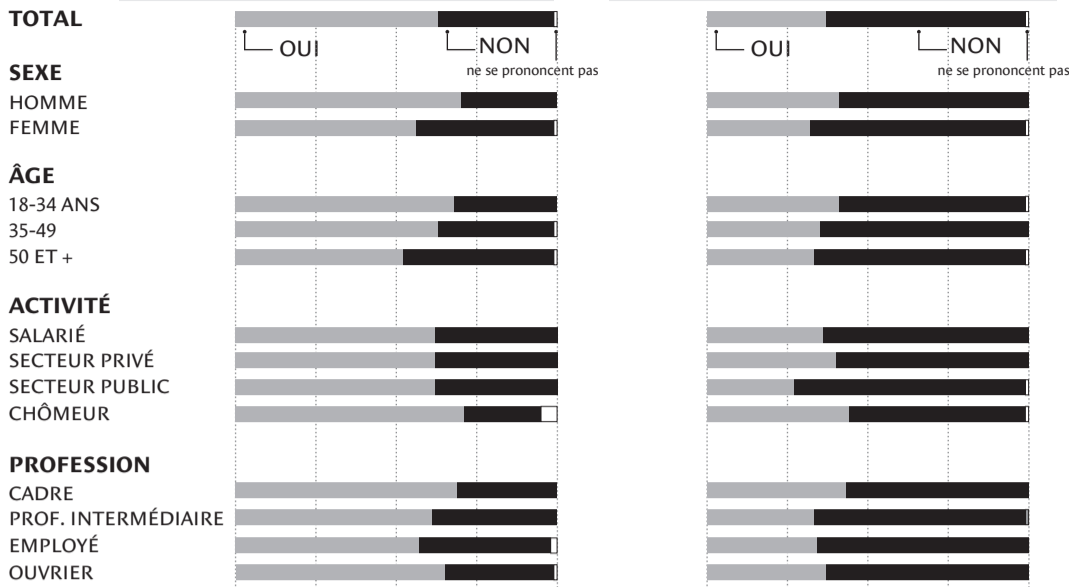 TOTAL
OUI NON OUI NON
ne se prononcent pas ne se prononcent pas
SEXE
HOMME
FEMME
ÂGE
18-34 ANS
35-49
50 ET +
ACTIVITÉ
SALARIÉ
SECTEUR PRIVÉ
SECTEUR PUBLIC
CHÔMEUR
PROFESSION
CADRE
PROF. INTERMÉDIAIRE
EMPLOYÉ
OUVRIER